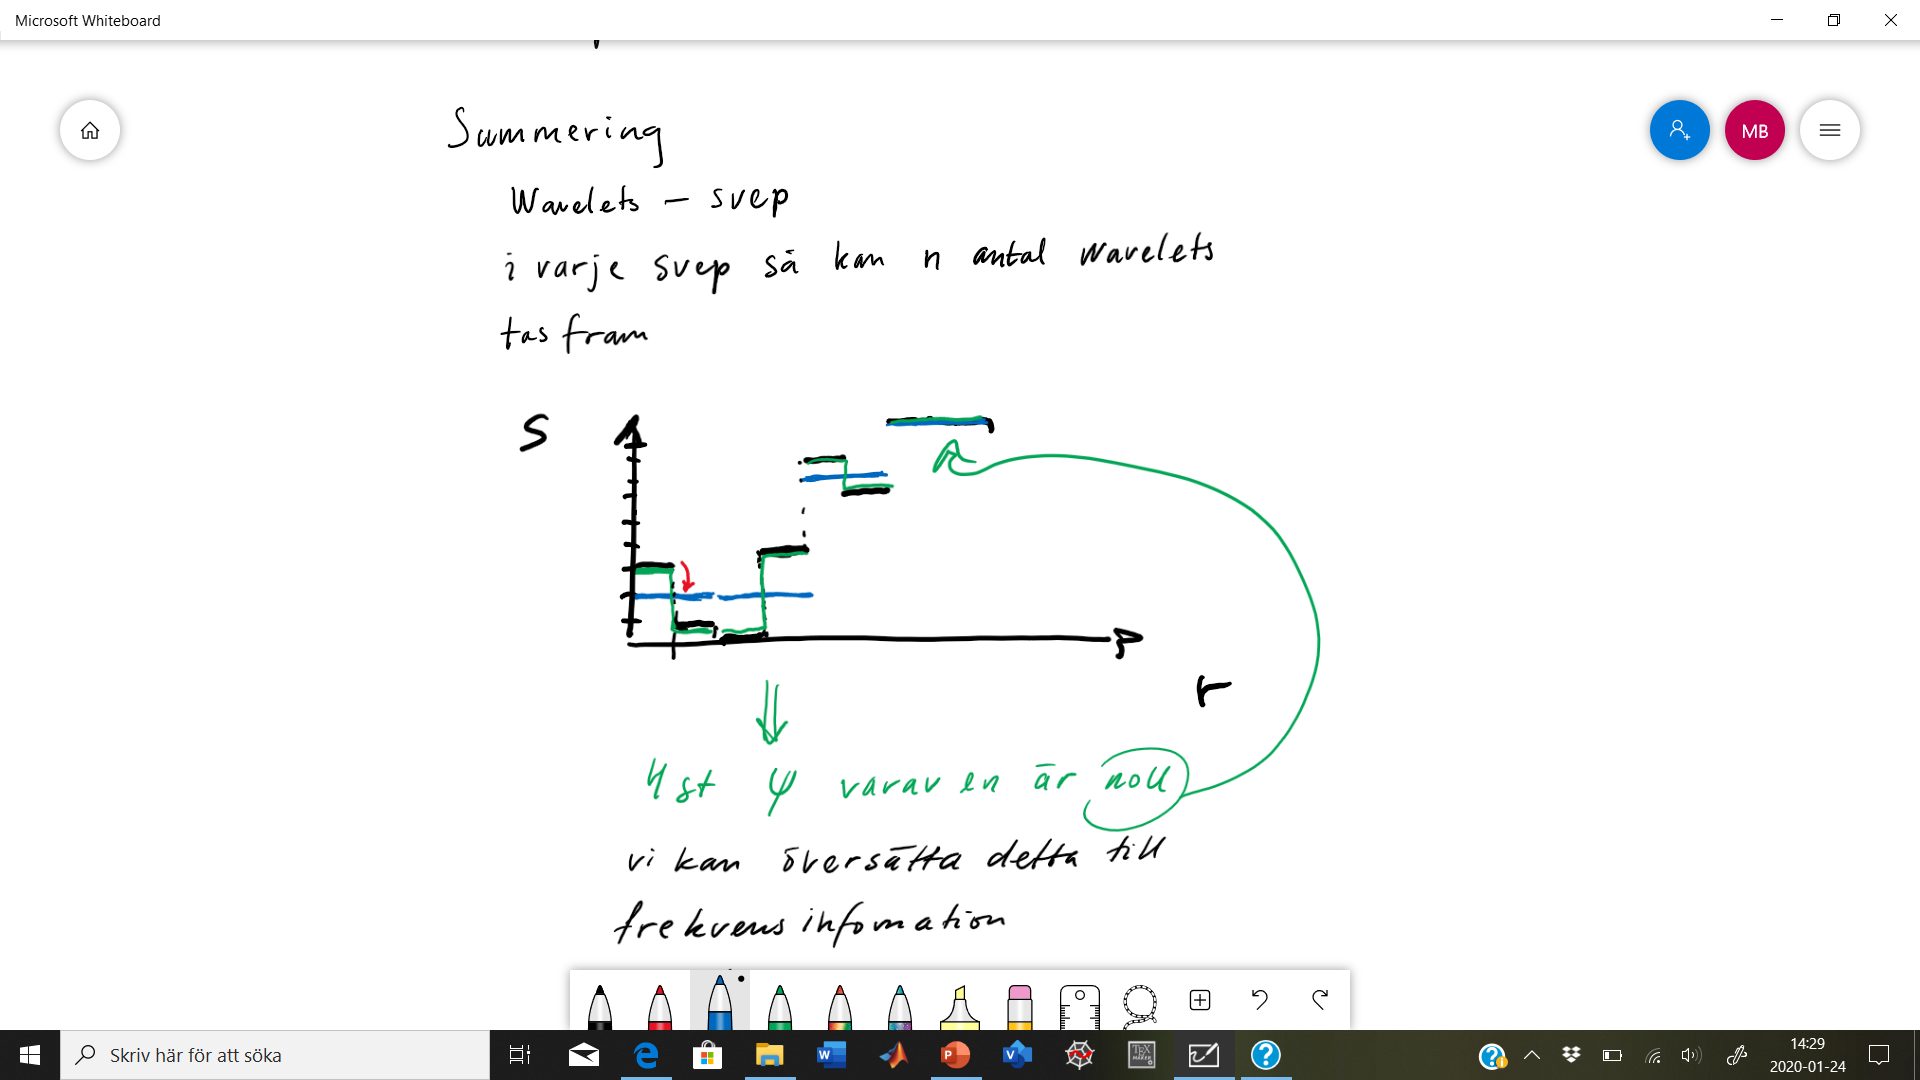 Microsoft Whiteboard
MB
Summering
Wavelets – svep
i varje svep så kan n antal wavelets
tas fram
S
r
4 st ψ varav en är noll
vi kan översätta detta till
frekvens infomation
Skriv här för att söka
14:29
2020-01-24